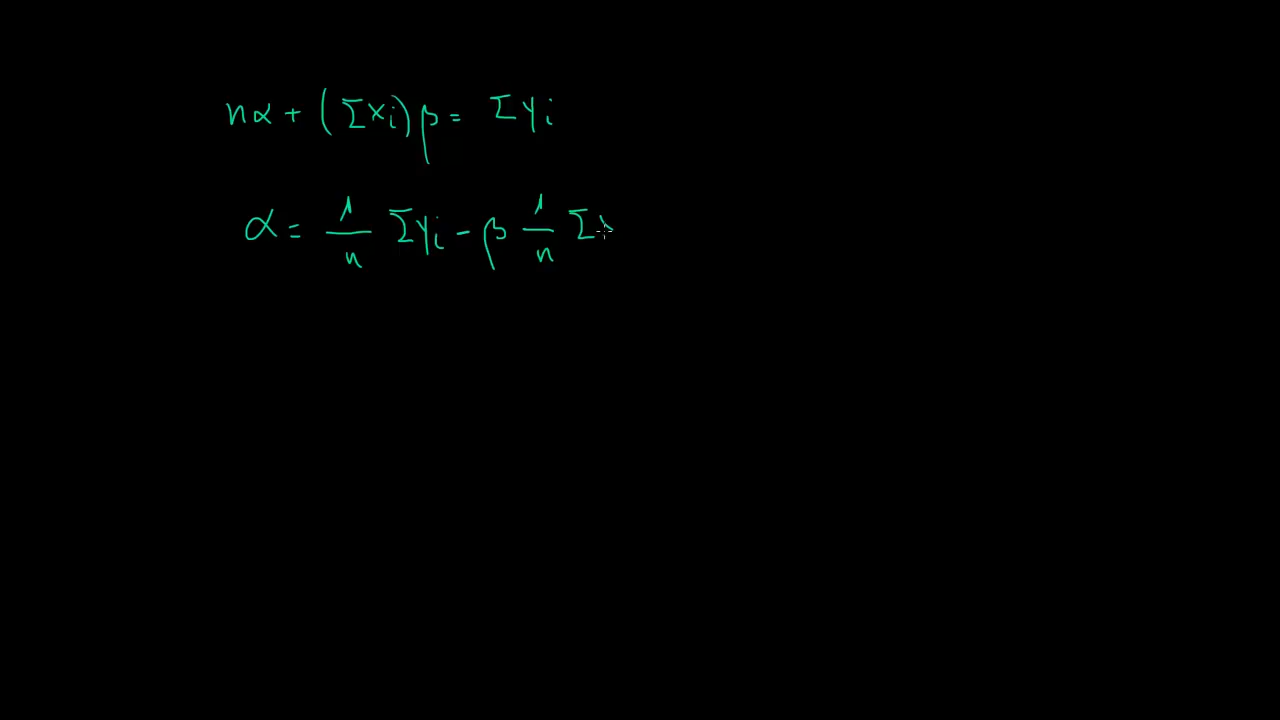 nα + (Σxi)β = Σyi
α = 1/n Σyi - β 1/n Σ